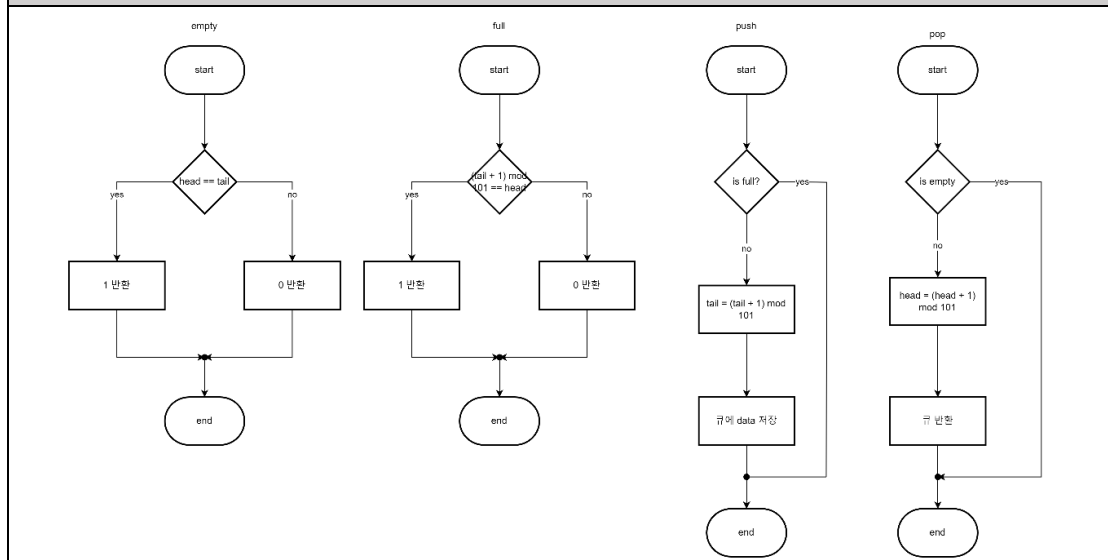 empty
start
head == tail
yes
no
1 반환
0 반환
end
full
start
(tail + 1) mod
101 == head
yes
no
1 반환
0 반환
end
push
start
is full?
yes
no
tail = (tail + 1) mod
101
큐에 data 저장
end
pop
start
is empty
yes
no
head = (head + 1)
mod 101
큐 반환
end